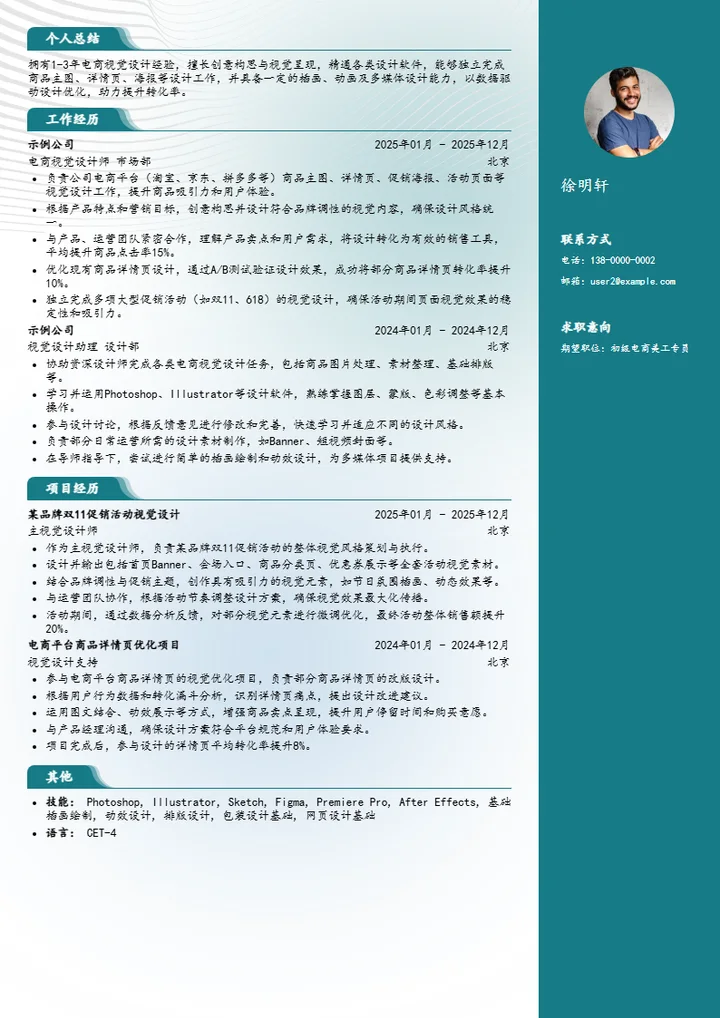 个人总结
拥有1-3年电商视觉设计经验，擅长创意构思与视觉呈现，精通各类设计软件，能够独立完成
商品主图、详情页、海报等设计工作，并具备一定的插画、动画及多媒体设计能力，以数据驱
动设计优化，助力提升转化率。
工作经历
示例公司 2025年01月 - 2025年12月
电商视觉设计师 市场部 北京
• 负责公司电商平台（淘宝、京东、拼多多等）商品主图、详情页、促销海报、活动页面等
视觉设计工作，提升商品吸引力和用户体验。
• 根据产品特点和营销目标，创意构思并设计符合品牌调性的视觉内容，确保设计风格统
一。
• 与产品、运营团队紧密合作，理解产品卖点和用户需求，将设计转化为有效的销售工具，
平均提升商品点击率15%。
• 优化现有商品详情页设计，通过A/B测试验证设计效果，成功将部分商品详情页转化率提升
10%。
• 独立完成多项大型促销活动（如双11、618）的视觉设计，确保活动期间页面视觉效果的稳
定性和吸引力。
示例公司 2024年01月 - 2024年12月
视觉设计助理 设计部 北京
• 协助资深设计师完成各类电商视觉设计任务，包括商品图片处理、素材整理、基础排版
等。
• 学习并运用Photoshop、Illustrator等设计软件，熟练掌握图层、蒙版、色彩调整等基本
操作。
• 参与设计讨论，根据反馈意见进行修改和完善，快速学习并适应不同的设计风格。
• 负责部分日常运营所需的设计素材制作，如Banner、短视频封面等。
• 在导师指导下，尝试进行简单的插画绘制和动效设计，为多媒体项目提供支持。
项目经历
某品牌双11促销活动视觉设计 2025年01月 - 2025年12月
主视觉设计师 北京
• 作为主视觉设计师，负责某品牌双11促销活动的整体视觉风格策划与执行。
• 设计并输出包括首页Banner、会场入口、商品分类页、优惠券展示等全套活动视觉素材。
• 结合品牌调性与促销主题，创作具有吸引力的视觉元素，如节日氛围插画、动态效果等。
• 与运营团队协作，根据活动节奏调整设计方案，确保视觉效果最大化传播。
• 活动期间，通过数据分析反馈，对部分视觉元素进行微调优化，最终活动整体销售额提升
20%。
电商平台商品详情页优化项目 2024年01月 - 2024年12月
视觉设计支持 北京
• 参与电商平台商品详情页的视觉优化项目，负责部分商品详情页的改版设计。
• 根据用户行为数据和转化漏斗分析，识别详情页痛点，提出设计改进建议。
• 运用图文结合、动效展示等方式，增强商品卖点呈现，提升用户停留时间和购买意愿。
• 与产品经理沟通，确保设计方案符合平台规范和用户体验要求。
• 项目完成后，参与设计的详情页平均转化率提升8%。
其他
• 技能： Photoshop, Illustrator, Sketch, Figma, Premiere Pro, After Effects, 基础
插画绘制, 动效设计, 排版设计, 包装设计基础, 网页设计基础
• 语言： CET-4
徐明轩
联系方式
电话：138-0000-0002
邮箱：user2@example.com
求职意向
期望职位：初级电商美工专员